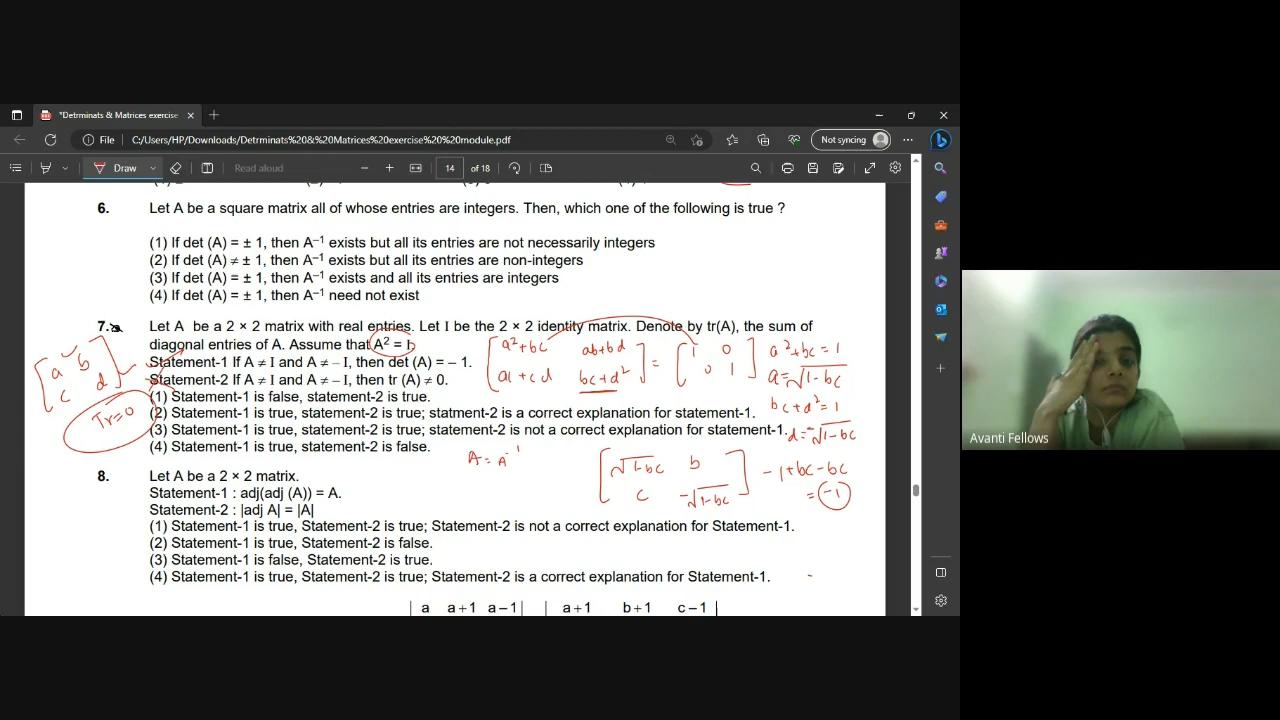 *Detrminats & Matrices exercise
File C:/Users/HP/Downloads/Detrminats%20&%20Matrices%20exercise%20%20module.pdf Not syncing
Draw Read aloud 14 of 18
6. Let A be a square matrix all of whose entries are integers. Then, which one of the following is true ?
(1) If det (A) = ± 1, then A⁻¹ exists but all its entries are not necessarily integers
(2) If det (A) ≠ ± 1, then A⁻¹ exists but all its entries are non-integers
(3) If det (A) = ± 1, then A⁻¹ exists and all its entries are integers
(4) If det (A) = ± 1, then A⁻¹ need not exist
7. Let A be a 2 × 2 matrix with real entries. Let I be the 2 × 2 identity matrix. Denote by tr(A), the sum of
diagonal entries of A. Assume that A² = I.
Statement-1 If A ≠ I and A ≠ – I, then det (A) = – 1.
Statement-2 If A ≠ I and A ≠ – I, then tr (A) ≠ 0.
(1) Statement-1 is false, statement-2 is true.
(2) Statement-1 is true, statement-2 is true; statment-2 is a correct explanation for statement-1.
(3) Statement-1 is true, statement-2 is true; statement-2 is not a correct explanation for statement-1.
(4) Statement-1 is true, statement-2 is false.
a b
c d
Tr=0
a²+bc ab+bd = 1 0
ac+cd bc+d² 0 1
a²+bc=1
a=√1-bc
bc+d²=1
d=-√1-bc
A=A⁻¹
√1-bc b
c -√1-bc
-1+bc-bc
=-1
8. Let A be a 2 × 2 matrix.
Statement-1 : adj(adj (A)) = A.
Statement-2 : |adj A| = |A|
(1) Statement-1 is true, Statement-2 is true; Statement-2 is not a correct explanation for Statement-1.
(2) Statement-1 is true, Statement-2 is false.
(3) Statement-1 is false, Statement-2 is true.
(4) Statement-1 is true, Statement-2 is true; Statement-2 is a correct explanation for Statement-1.
a a+1 a–1 a+1 b+1 c–1
Avanti Fellows